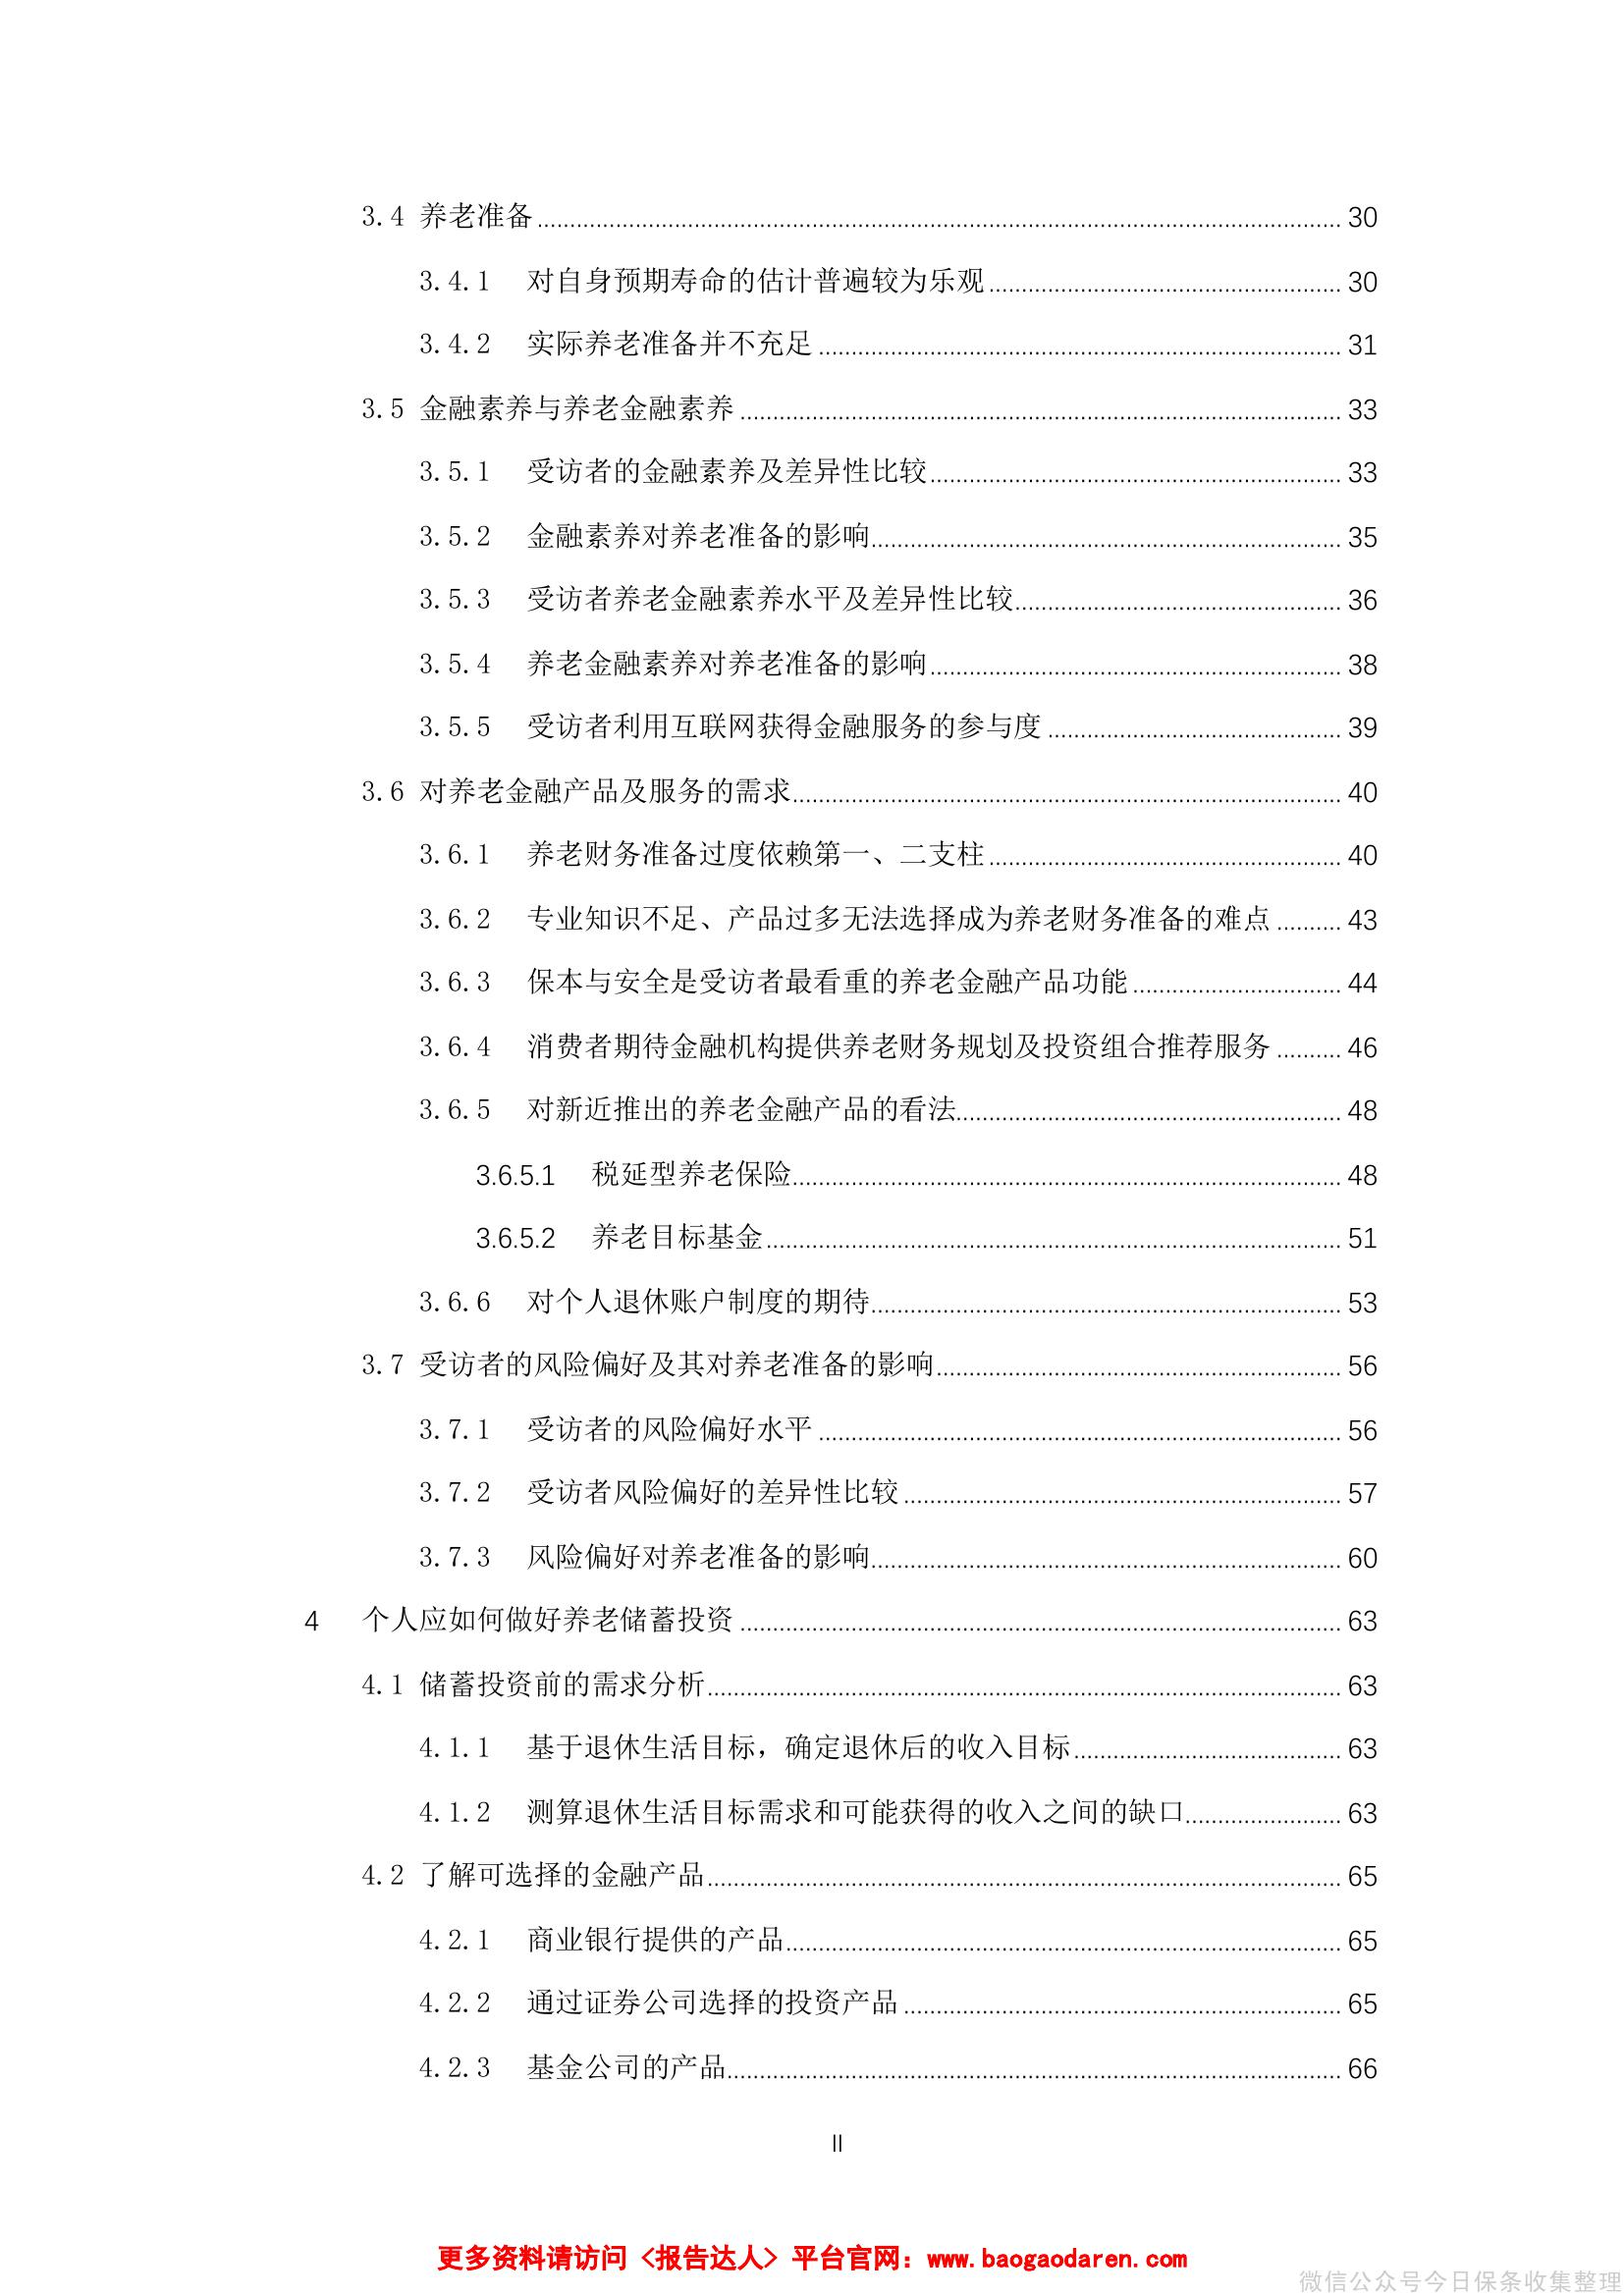 3.4 养老准备 30
3.4.1 对自身预期寿命的估计普遍较为乐观 30
3.4.2 实际养老准备并不充足 31
3.5 金融素养与养老金融素养 33
3.5.1 受访者的金融素养及差异性比较 33
3.5.2 金融素养对养老准备的影响 35
3.5.3 受访者养老金融素养水平及差异性比较 36
3.5.4 养老金融素养对养老准备的影响 38
3.5.5 受访者利用互联网获得金融服务的参与度 39
3.6 对养老金融产品及服务的需求 40
3.6.1 养老财务准备过度依赖第一、二支柱 40
3.6.2 专业知识不足、产品过多无法选择成为养老财务准备的难点 43
3.6.3 保本与安全是受访者最看重的养老金融产品功能 44
3.6.4 消费者期待金融机构提供养老财务规划及投资组合推荐服务 46
3.6.5 对新近推出的养老金融产品的看法 48
3.6.5.1 税延型养老保险 48
3.6.5.2 养老目标基金 51
3.6.6 对个人退休账户制度的期待 53
3.7 受访者的风险偏好及其对养老准备的影响 56
3.7.1 受访者的风险偏好水平 56
3.7.2 受访者风险偏好的差异性比较 57
3.7.3 风险偏好对养老准备的影响 60
4 个人应如何做好养老储蓄投资 63
4.1 储蓄投资前的需求分析 63
4.1.1 基于退休生活目标，确定退休后的收入目标 63
4.1.2 测算退休生活目标需求和可能获得的收入之间的缺口 63
4.2 了解可选择的金融产品 65
4.2.1 商业银行提供的产品 65
4.2.2 通过证券公司选择的投资产品 65
4.2.3 基金公司的产品 66
II
更多资料请访问《报告达人》平台官网：www.baogaodaren.com
微信公众号今日保条收集整理